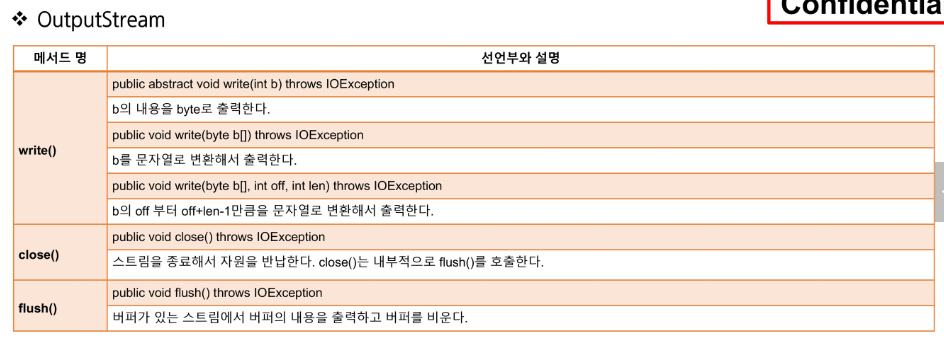 Confidentia
❖ OutputStream
메서드 명 선언부와 설명
public abstract void write(int b) throws IOException
b의 내용을 byte로 출력한다.
public void write(byte b[]) throws IOException
write()
b를 문자열로 변환해서 출력한다.
public void write(byte b[], int off, int len) throws IOException
b의 off 부터 off+len-1만큼을 문자열로 변환해서 출력한다.
public void close() throws IOException
close()
스트림을 종료해서 자원을 반납한다. close()는 내부적으로 flush()를 호출한다.
public void flush() throws IOException
flush()
버퍼가 있는 스트림에서 버퍼의 내용을 출력하고 버퍼를 비운다.